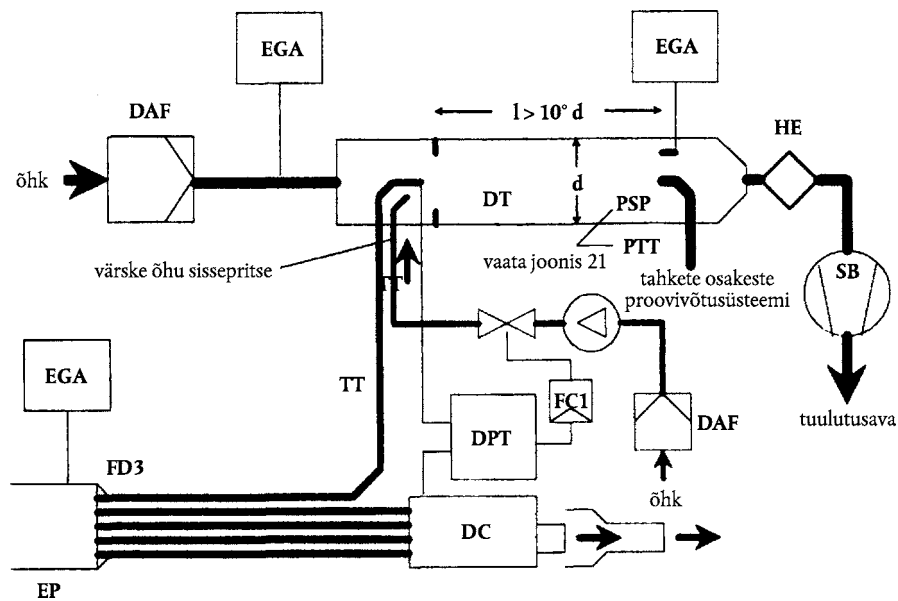 EGA
EGA
DAF
l > 10° d
HE
õhk
d
DT
PSP
PTT
SB
värske õhu sissepritse
vaata joonis 21
tahkete osakeste
proovivõtusüsteemi
EGA
TT
FC1
DPT
DAF
tuulutusava
FD3
õhk
DC
EP